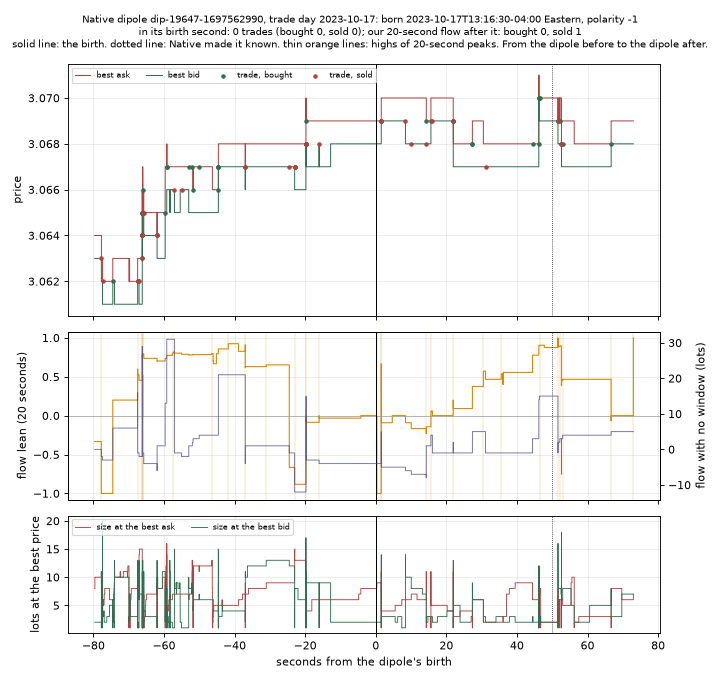 Native dipole dip-19647-1697562990, trade day 2023-10-17: born 2023-10-17T13:16:30-04:00 Eastern, polarity -1
in its birth second: 0 trades (bought 0, sold 0); our 20-second flow after it: bought 0, sold 1
solid line: the birth. dotted line: Native made it known. thin orange lines: highs of 20-second peaks. From the dipole before to the dipole after.
best ask best bid trade, bought trade, sold
3.070
3.068
3.066
3.064
3.062
price
1.0
0.5
0.0
−0.5
−1.0
flow lean (20 seconds)
30
20
10
0
−10
flow with no window (lots)
size at the best ask size at the best bid
20
15
10
5
lots at the best price
−80 −60 −40 −20 0 20 40 60 80
seconds from the dipole's birth